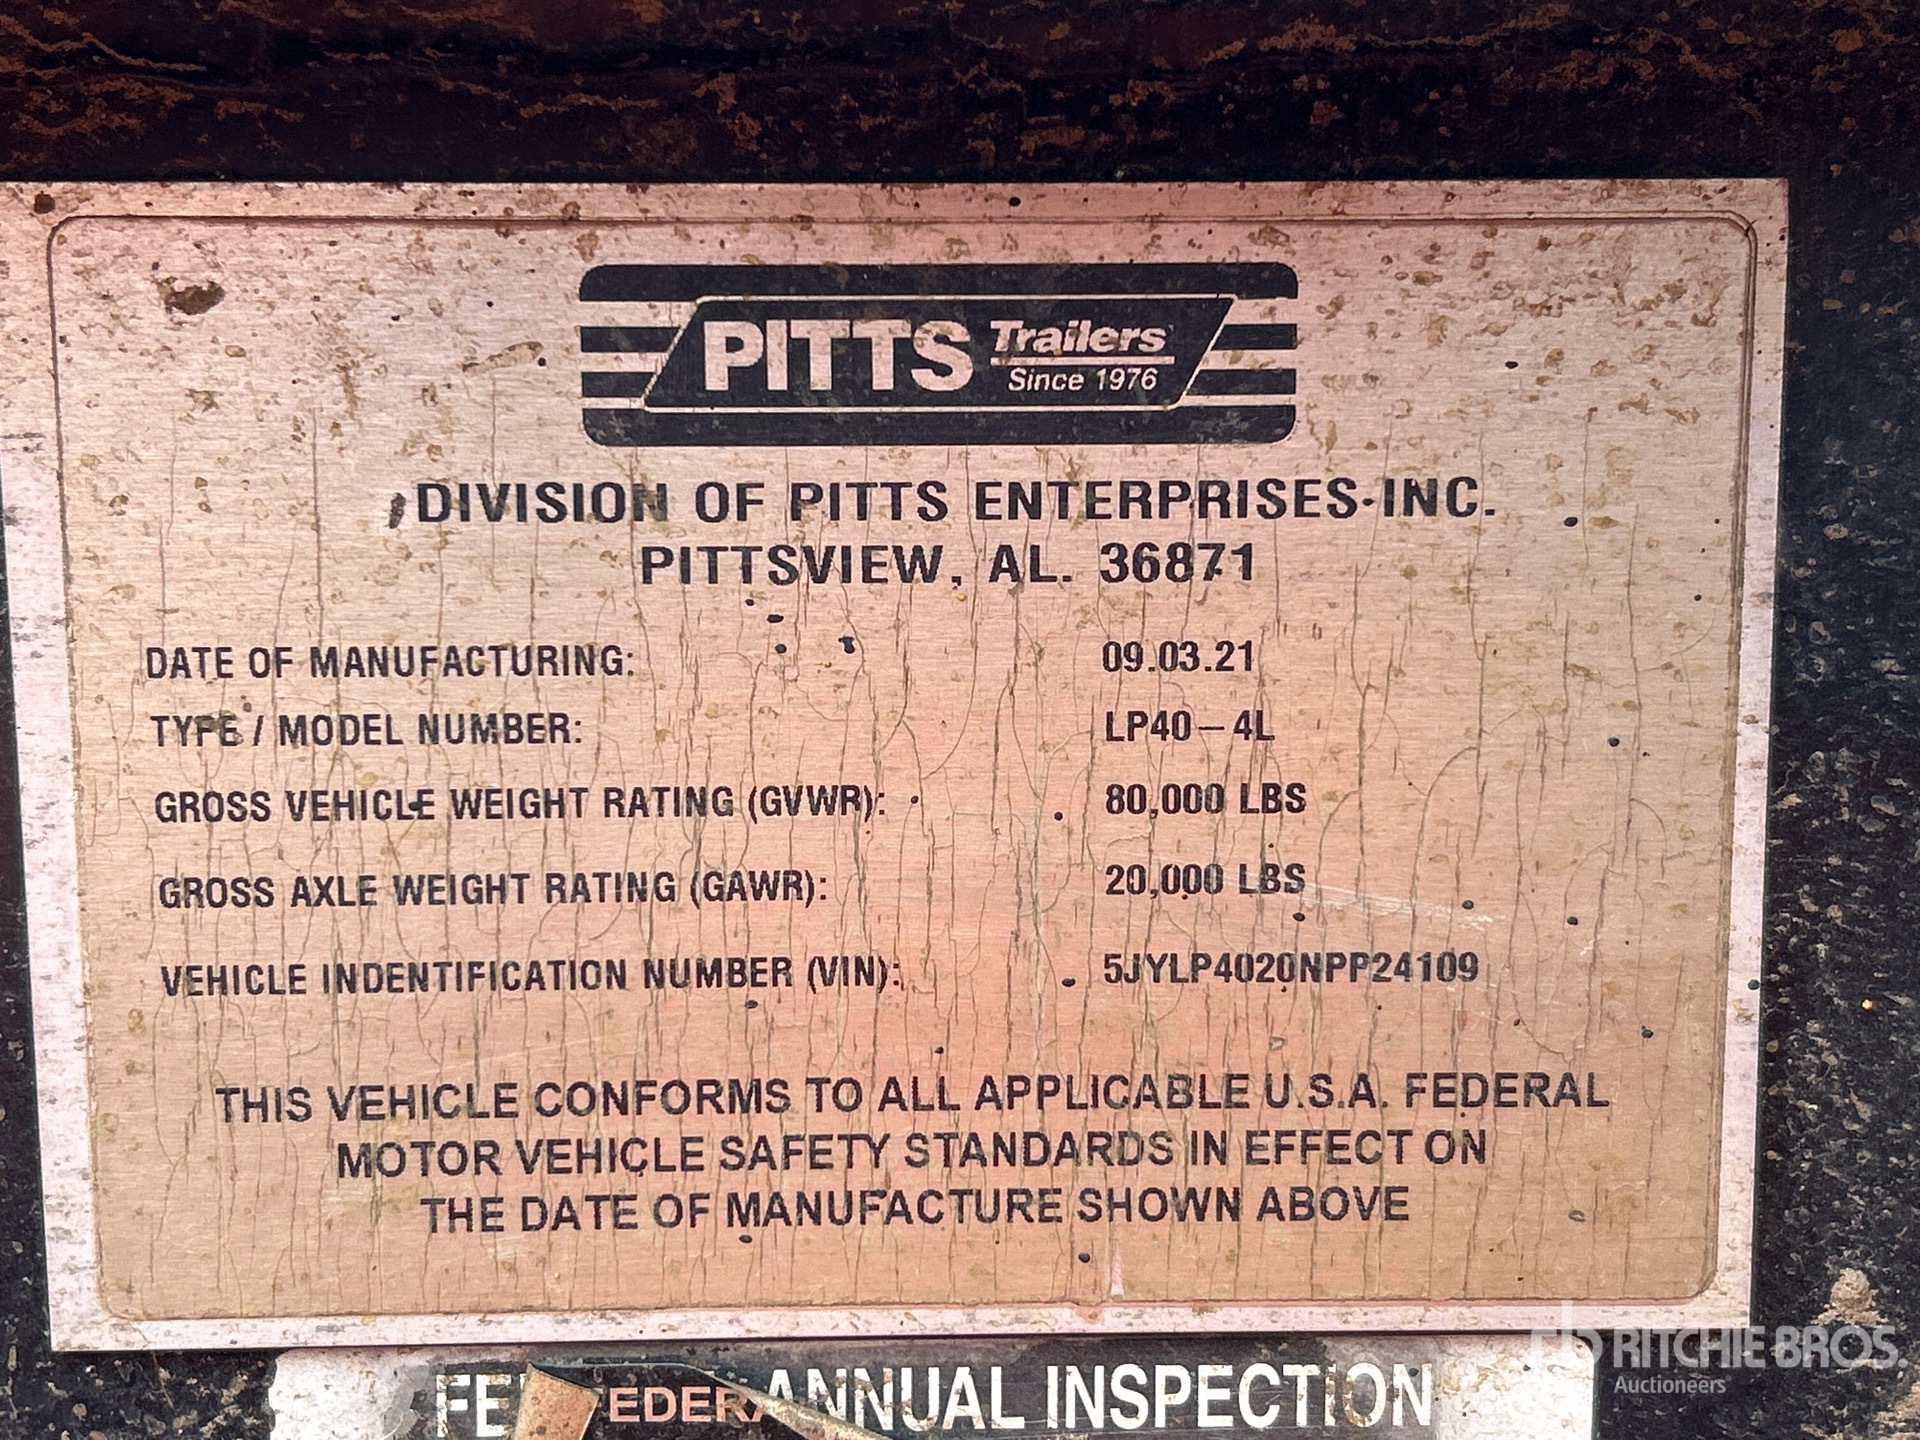 PITTS Trailers
Since 1976
DIVISION OF PITTS ENTERPRISES-INC.
PITTSVIEW, AL. 36871
DATE OF MANUFACTURING: 09.03.21
TYPE / MODEL NUMBER: LP40-4L
GROSS VEHICLE WEIGHT RATING (GVWR): 80,000 LBS
GROSS AXLE WEIGHT RATING (GAWR): 20,000 LBS
VEHICLE INDENTIFICATION NUMBER (VIN): 5JYLP4020NPP24109
THIS VEHICLE CONFORMS TO ALL APPLICABLE U.S.A. FEDERAL
MOTOR VEHICLE SAFETY STANDARDS IN EFFECT ON
THE DATE OF MANUFACTURE SHOWN ABOVE
ANNUAL INSPECTION
RITCHIE BROS.
Auctioneers